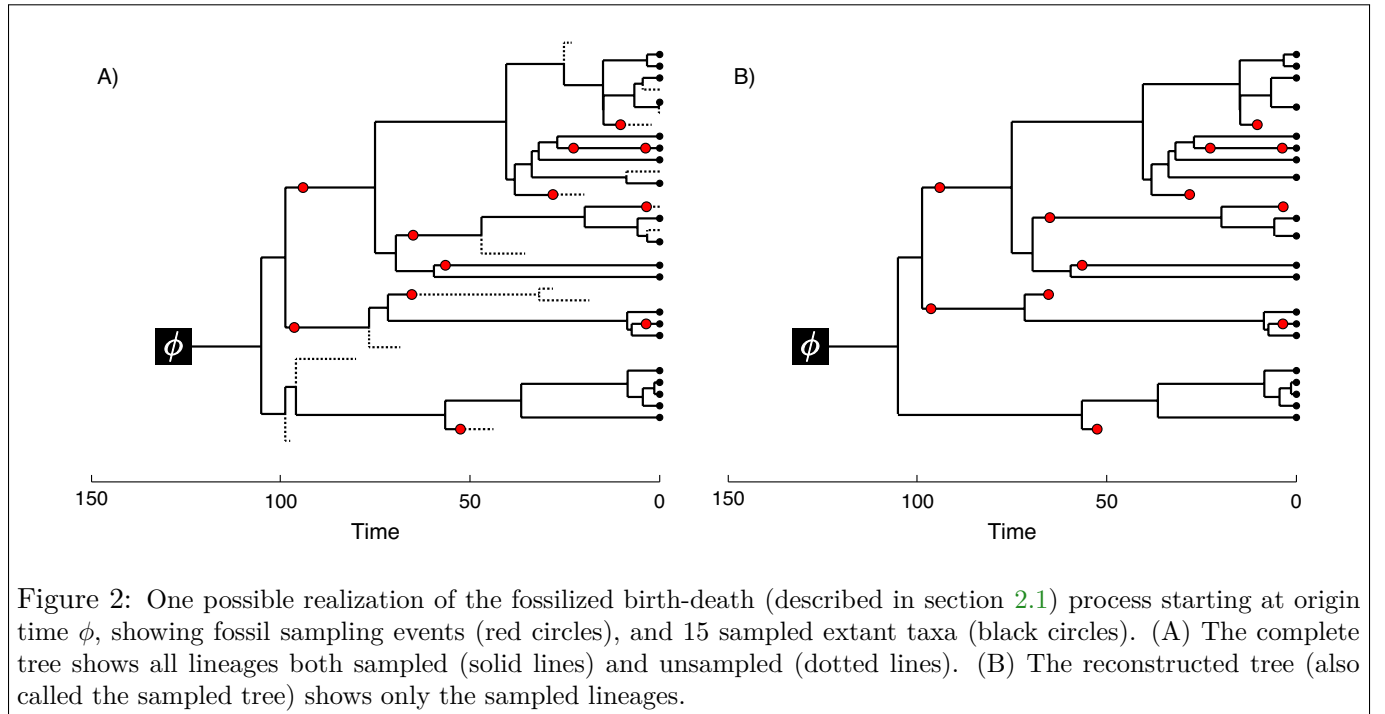 A)
B)
ϕ
ϕ
150 100 50 0
150 100 50 0
Time
Time
Figure 2: One possible realization of the fossilized birth-death (described in section 2.1) process starting at origin
time ϕ, showing fossil sampling events (red circles), and 15 sampled extant taxa (black circles). (A) The complete
tree shows all lineages both sampled (solid lines) and unsampled (dotted lines). (B) The reconstructed tree (also
called the sampled tree) shows only the sampled lineages.